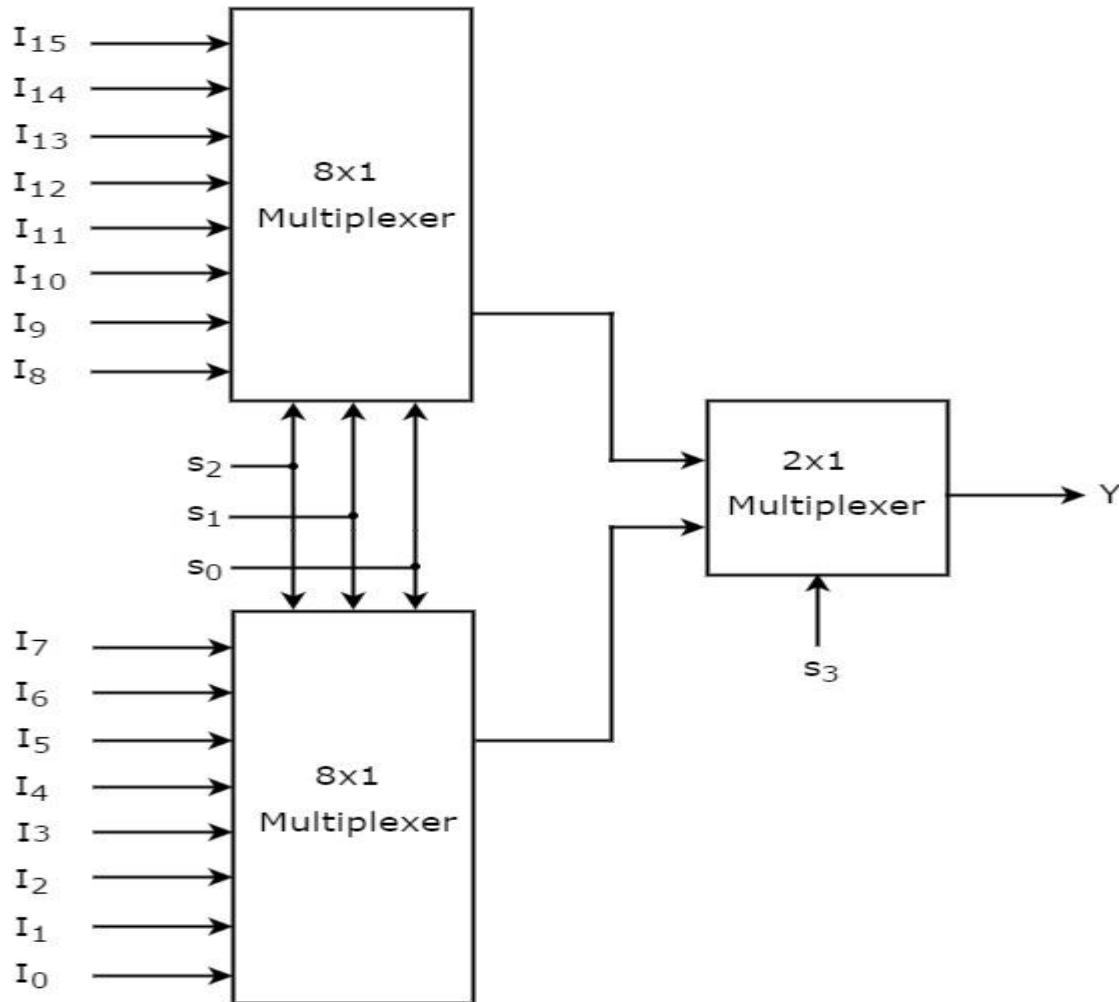 I15
I14
I13
I12
I11
I10
I9
I8
8x1
Multiplexer
s2
s1
s0
2x1
Multiplexer
Y
s3
I7
I6
I5
I4
I3
I2
I1
I0
8x1
Multiplexer